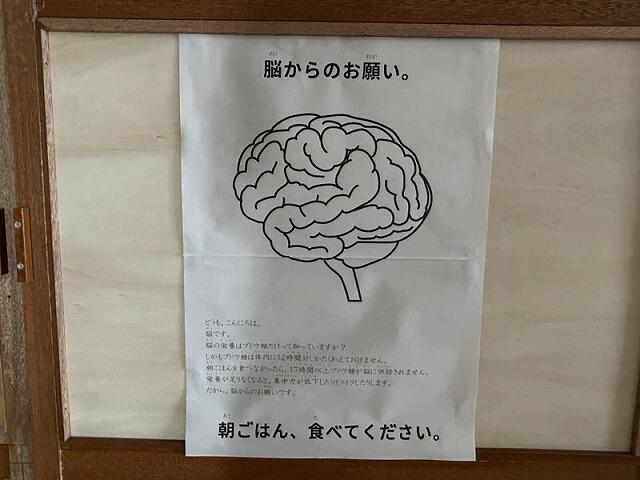 脳からのお願い。
どうも、こんにちは。
脳です。
脳の栄養はブドウ糖だけって知っていますか？
しかもブドウ糖は体内に12時間分しかたくわえておけません。
朝ごはんを食べなかったら、17時間以上ブドウ糖が脳に供給されません。
栄養が足りなくなると、集中力が低下したりイライラしたりします。
だから、脳からのお願いです。
朝ごはん、食べてください。